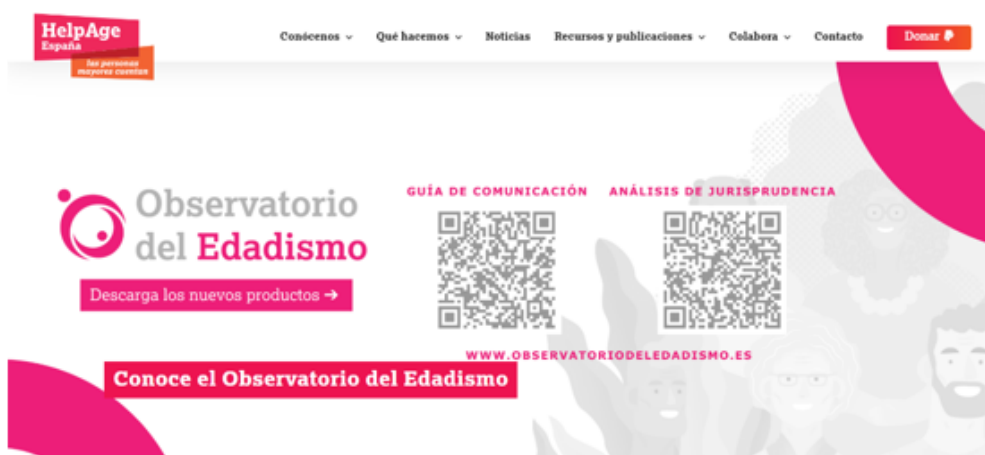 HelpAge
España
las personas
mayores cuentan
Conócenos
Qué hacemos
Noticias
Recursos y publicaciones
Colabora
Contacto
Donar
Observatorio
del Edadismo
Descarga los nuevos productos →
GUÍA DE COMUNICACIÓN
ANÁLISIS DE JURISPRUDENCIA
WWW.OBSERVATORIODELEDADISMO.ES
Conoce el Observatorio del Edadismo